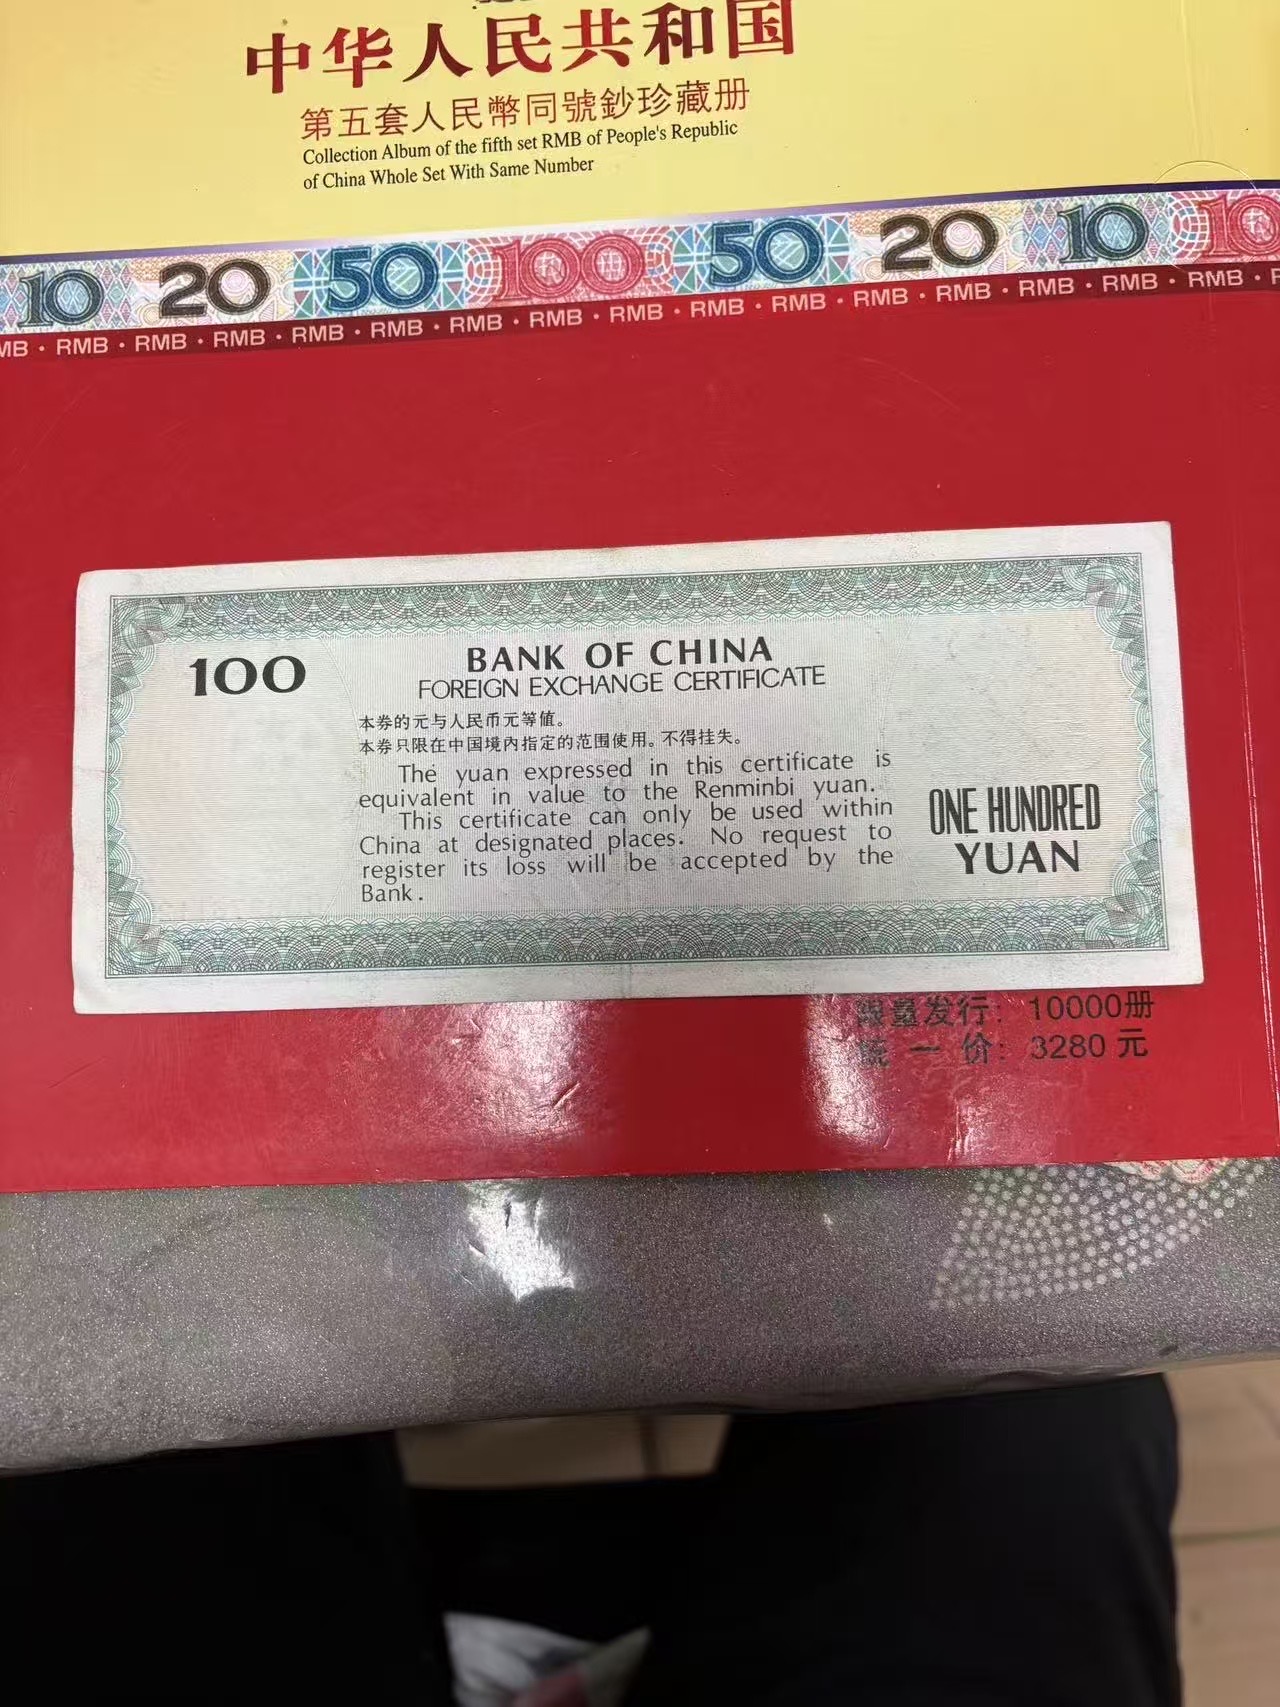 中华人民共和国
第五套人民幣同號鈔珍藏册
Collection Album of the fifth set RMB of People's Republic
of China Whole Set With Same Number
10 20 50 100 50 20 10 10
MB · RMB · RMB · RMB · RMB · RMB · RMB · RMB · RMB · RMB · RMB · RMB · RMB · RMB · RMB · R
BANK OF CHINA
100
FOREIGN EXCHANGE CERTIFICATE
本券的元与人民币元等值。
本券只限在中国境内指定的范围使用。不得挂失。
The yuan expressed in this certificate is
equivalent in value to the Renminbi yuan.
This certificate can only be used within
China at designated places. No request to
register its loss will be accepted by the
Bank.
ONE HUNDRED
YUAN
限量发行：10000册
统一价：3280元